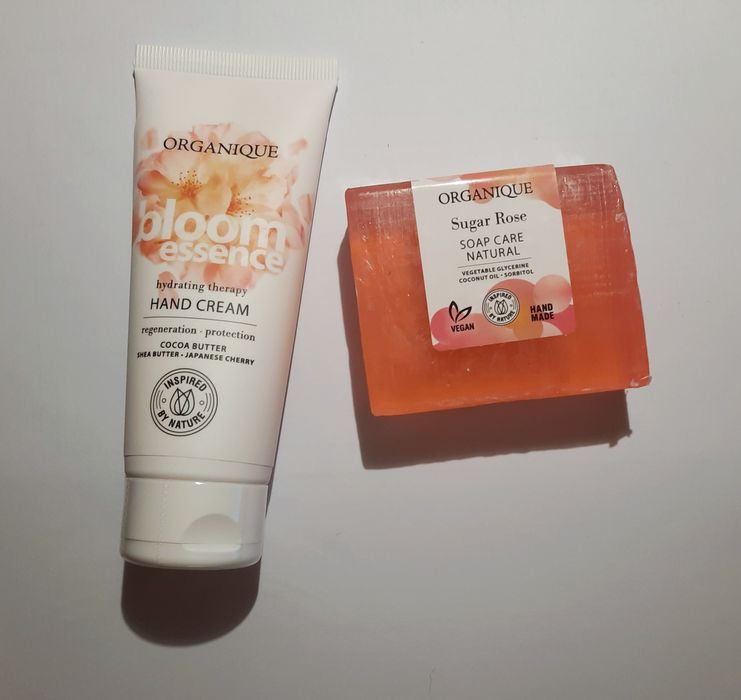 ORGANIQUE
bloom
essence
hydrating therapy
HAND CREAM
regeneration · protection
COCOA BUTTER
SHEA BUTTER · JAPANESE CHERRY
INSPIRED
BY NATURE
ORGANIQUE
Sugar Rose
SOAP CARE
NATURAL
VEGETABLE GLYCERINE
COCONUT OIL · SORBITOL
VEGAN
INSPIRED
BY NATURE
HAND
MADE